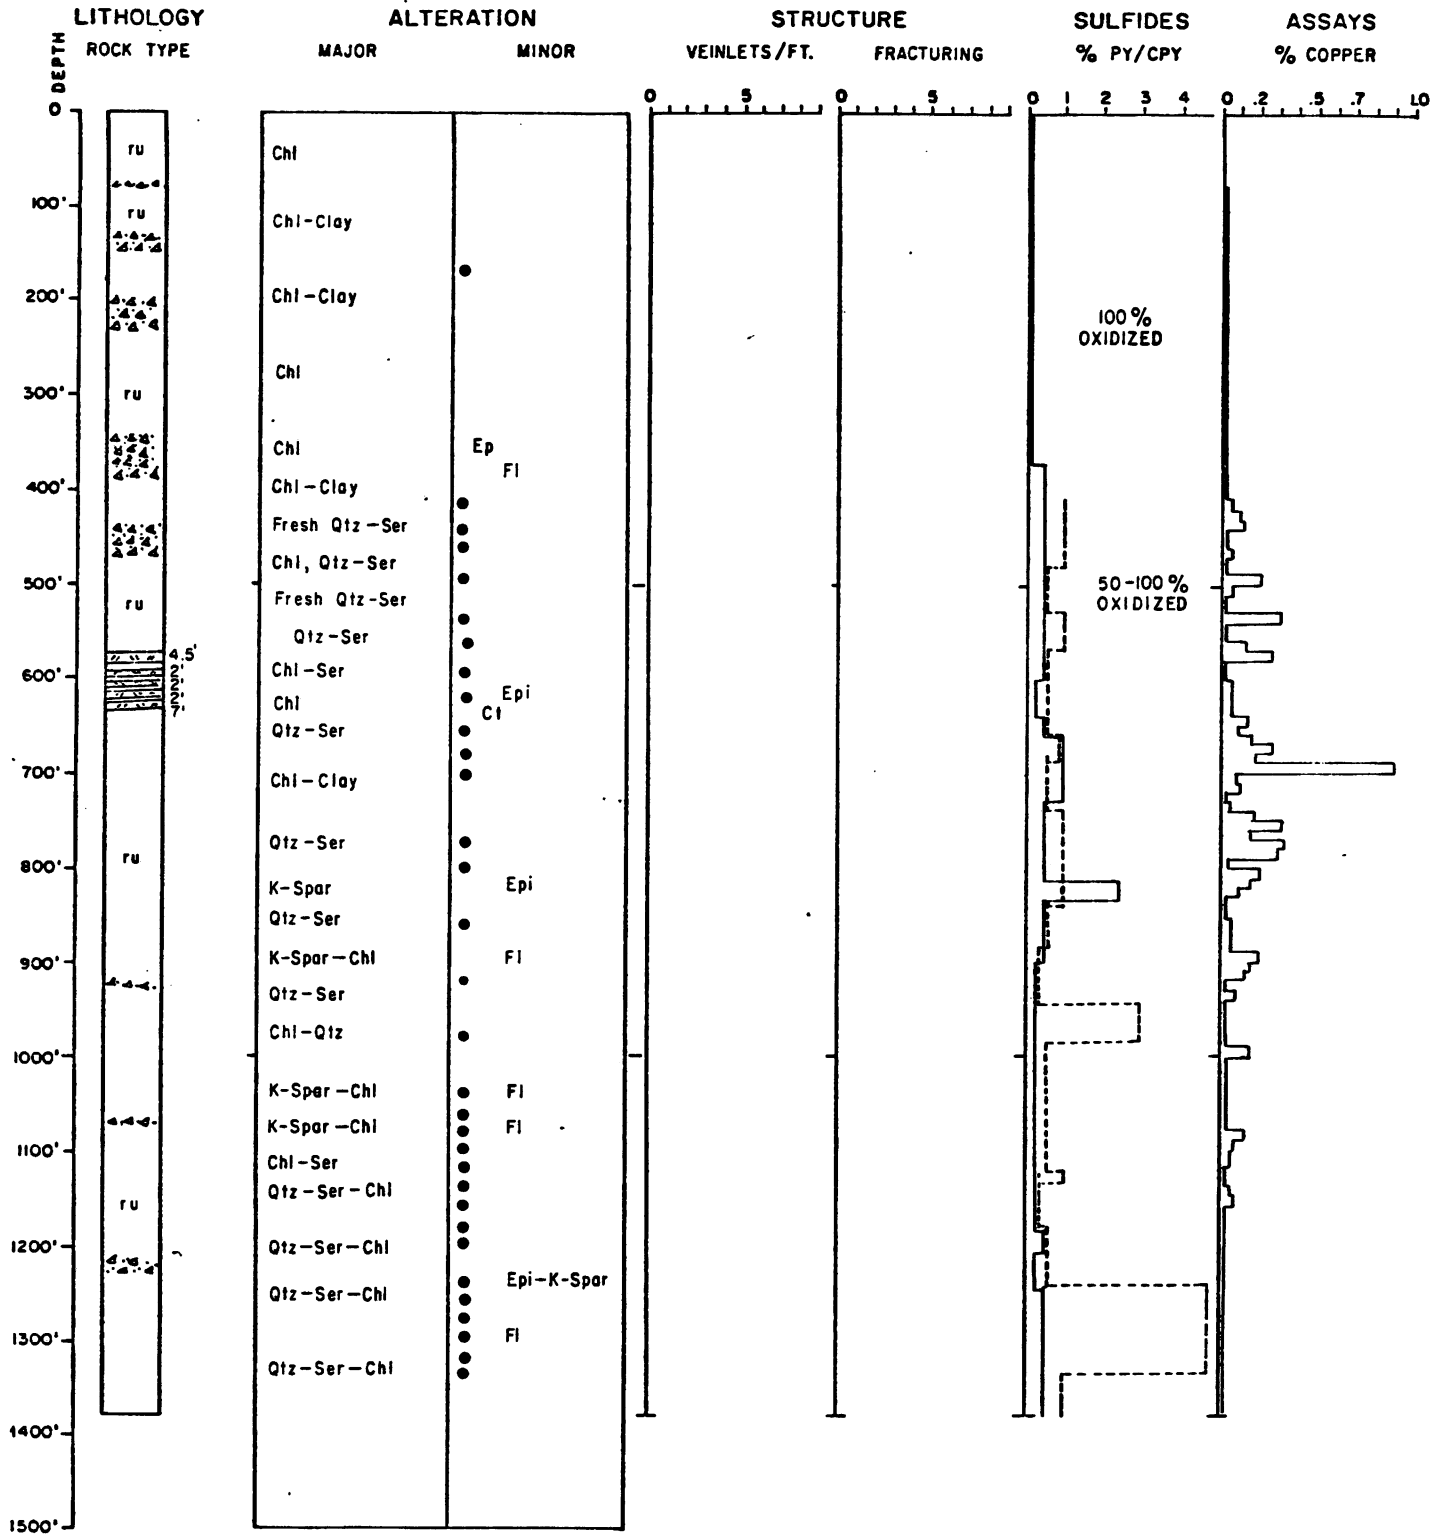 LITHOLOGY ALTERATION STRUCTURE SULFIDES ASSAYS
DEPTH ROCK TYPE MAJOR MINOR VEINLETS/FT. FRACTURING % PY/CPY % COPPER
0 5 0 5 0 1 2 3 4 0 .2 .5 .7 1.0
0
ru Chl
100'
ru Chl-Clay
200' Chl-Clay
100%
OXIDIZED
Chl
300' ru
Chl Ep
Fl
400' Chl-Clay
Fresh Qtz-Ser
Chl, Qtz-Ser
500' 50-100%
ru Fresh Qtz-Ser OXIDIZED
Qtz-Ser
4.5'
600' 2' Chl-Ser
2'
2' Epi
7' Chl Ct
Qtz-Ser
700' Chl-Clay
ru Qtz-Ser
800'
K-Spar Epi
Qtz-Ser
900' K-Spar-Chl Fl
Qtz-Ser
Chl-Qtz
1000'
K-Spar-Chl Fl
K-Spar-Chl Fl
1100'
Chl-Ser
ru Qtz-Ser-Chl
1200' Qtz-Ser-Chl
Epi-K-Spar
Qtz-Ser-Chl
1300' Fl
Qtz-Ser-Chl
1400'
1500'